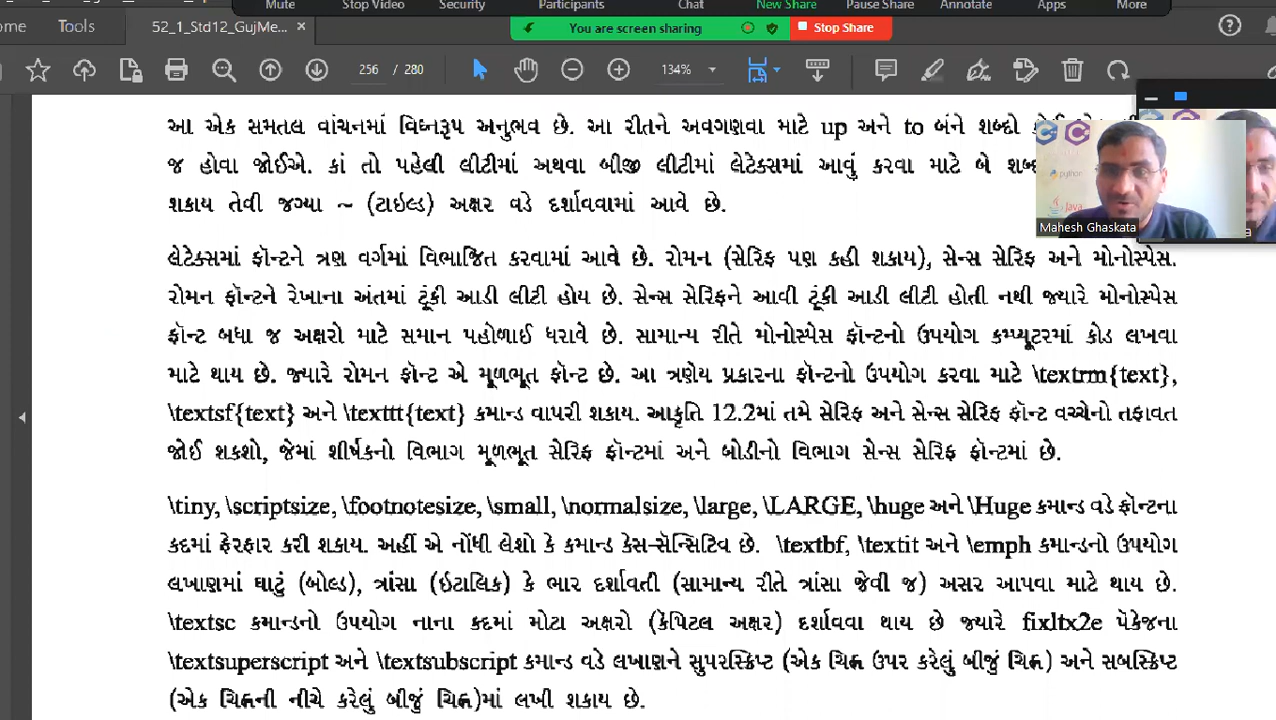 Mute Stop Video Security Participants Chat New Share Pause Share Annotate Apps More
ome Tools 52_1_Std12_GujMe... × You are screen sharing Stop Share
256 / 280 134%
આ એક સમતલ વાંચનમાં વિઘ્નરૂપ અનુભવ છે. આ રીતને અવગણવા માટે up અને to બંને શબ્દો
જ હોવા જોઈએ. કાં તો પહેલી લીટીમાં અથવા બીજી લીટીમાં લેટેક્સમાં આવું કરવા માટે બે
શકાય તેવી જગ્યા ~ (ટાઇલ્ડ) અક્ષર વડે દર્શાવવામાં આવે છે.
Mahesh Ghaskata
લેટેક્સમાં ફૉન્ટને ત્રણ વર્ગમાં વિભાજિત કરવામાં આવે છે. રોમન (સેરિફ પણ કહી શકાય), સેન્સ સેરિફ અને મોનોસ્પેસ.
રોમન ફૉન્ટને રેખાના અંતમાં ટૂંકી આડી લીટી હોય છે. સેન્સ સેરિફને આવી ટૂંકી આડી લીટી હોતી નથી જ્યારે મોનોસ્પેસ
ફૉન્ટ બધા જ અક્ષરો માટે સમાન પહોળાઈ ધરાવે છે. સામાન્ય રીતે મોનોસ્પેસ ફૉન્ટનો ઉપયોગ કમ્પ્યૂટરમાં કોડ લખવા
માટે થાય છે. જ્યારે રોમન ફૉન્ટ એ મૂળભૂત ફૉન્ટ છે. આ ત્રણેય પ્રકારના ફૉન્ટનો ઉપયોગ કરવા માટે \textrm{text},
\textsf{text} અને \texttt{text} કમાન્ડ વાપરી શકાય. આકૃતિ 12.2માં તમે સેરિફ અને સેન્સ સેરિફ ફૉન્ટ વચ્ચેનો તફાવત
જોઈ શકશો, જેમાં શીર્ષકનો વિભાગ મૂળભૂત સેરિફ ફૉન્ટમાં અને બોડીનો વિભાગ સેન્સ સેરિફ ફૉન્ટમાં છે.
\tiny, \scriptsize, \footnotesize, \small, \normalsize, \large, \LARGE, \huge અને \Huge કમાન્ડ વડે ફૉન્ટના
કદમાં ફેરફાર કરી શકાય. અહીં એ નોંધી લેશો કે કમાન્ડ કેસ-સૅન્સિટિવ છે. \textbf, \textit અને \emph કમાન્ડનો ઉપયોગ
લખાણમાં ઘાટું (બોલ્ડ), ત્રાંસા (ઇટાલિક) કે ભાર દર્શાવતી (સામાન્ય રીતે ત્રાંસા જેવી જ) અસર આપવા માટે થાય છે.
\textsc કમાન્ડનો ઉપયોગ નાના કદમાં મોટા અક્ષરો (કૅપિટલ અક્ષર) દર્શાવવા થાય છે જ્યારે fixltx2e પૅકેજના
\textsuperscript અને \textsubscript કમાન્ડ વડે લખાણને સુપરસ્ક્રિપ્ટ (એક ચિહ્ન ઉપર કરેલું બીજું ચિહ્ન) અને સબસ્ક્રિપ્ટ
(એક ચિહ્નની નીચે કરેલું બીજું ચિહ્ન)માં લખી શકાય છે.